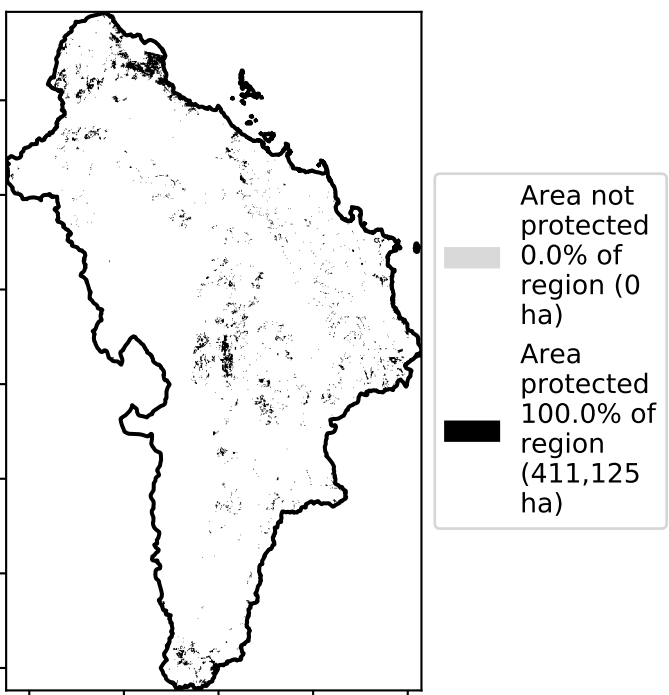 Area not
protected
0.0% of
region (0
ha)
Area
protected
100.0% of
region
(411,125
ha)